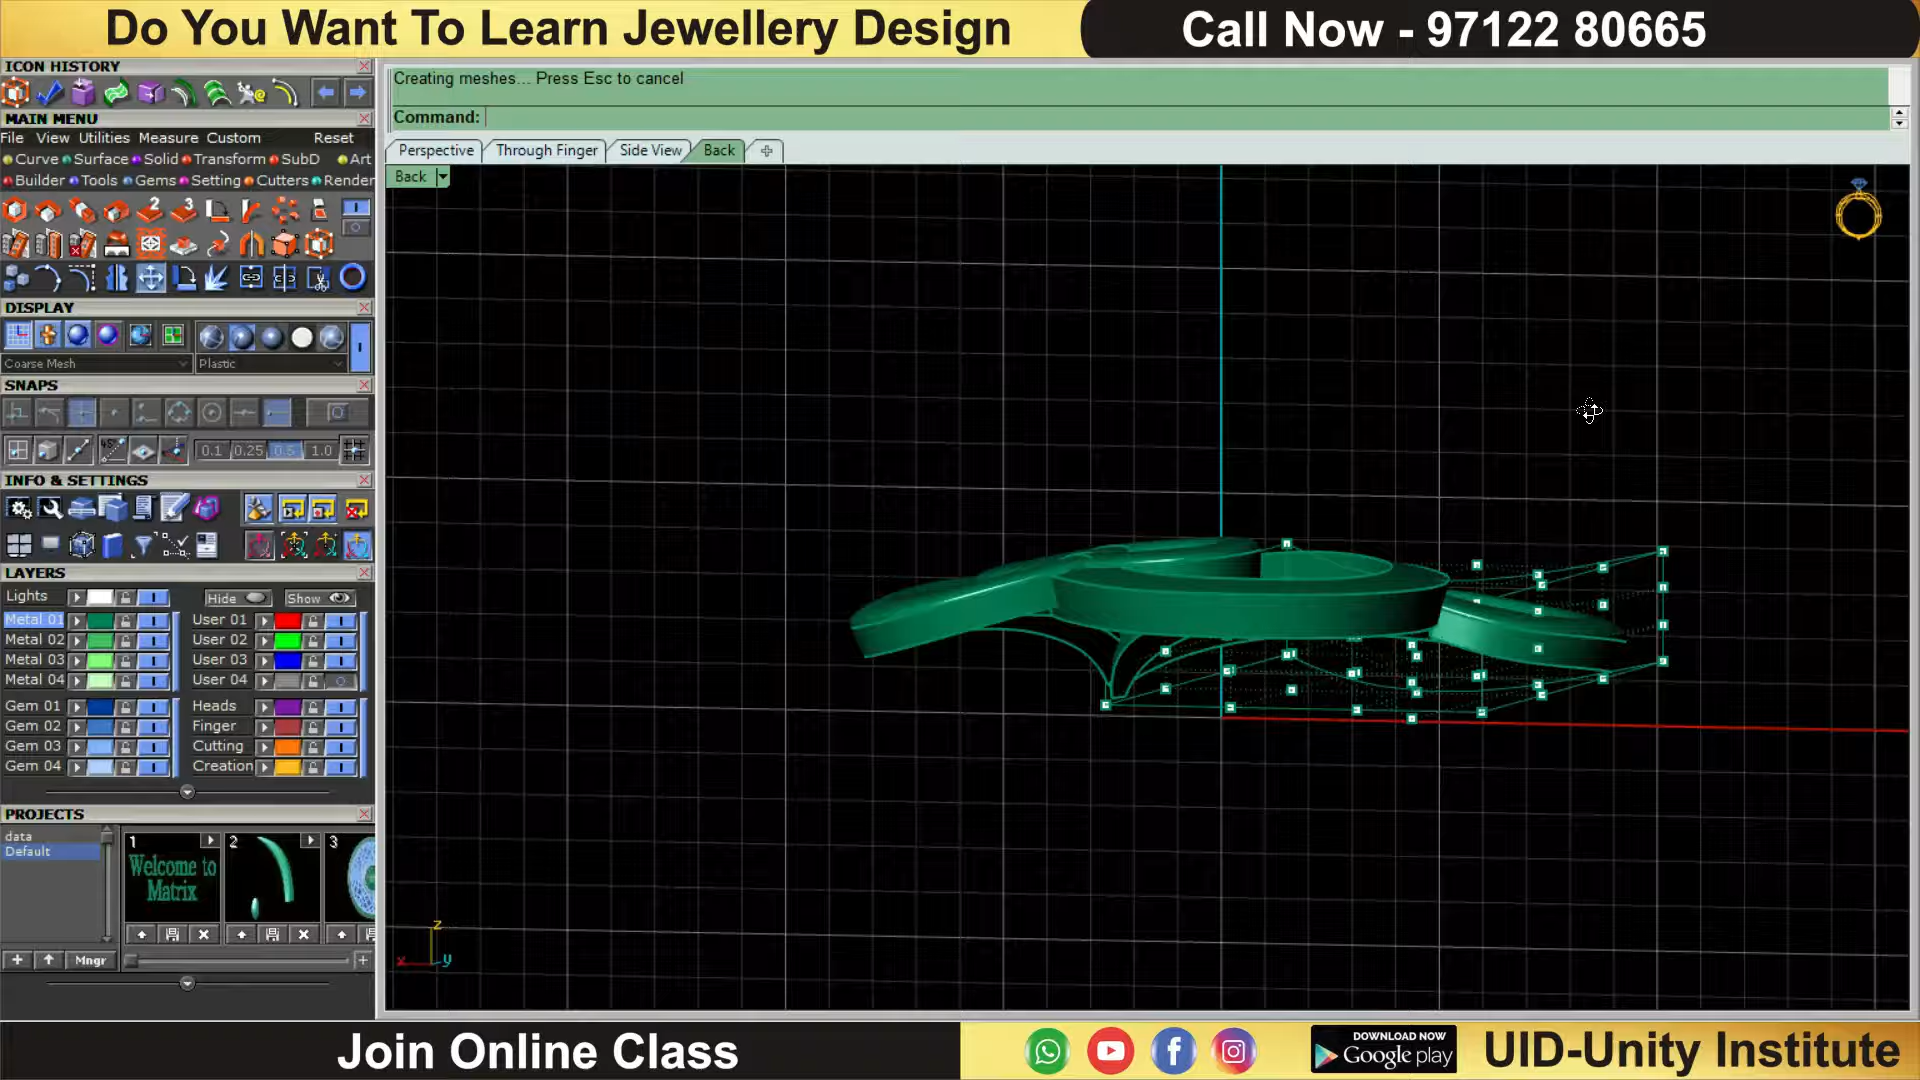 Do You Want To Learn Jewellery Design
Call Now - 97122 80665
ICON HISTORY
MAIN MENU
File View Utilities Measure Custom Reset
Curve Surface Solid Transform SubD Art
Builder Tools Gems Setting Cutters Render
2 3
DISPLAY
Coarse Mesh Plastic
SNAPS
0.1 0.25 0.5 1.0
INFO & SETTINGS
LAYERS
Lights Hide Show
Metal 01 User 01
Metal 02 User 02
Metal 03 User 03
Metal 04 User 04
Gem 01 Heads
Gem 02 Finger
Gem 03 Cutting
Gem 04 Creation
PROJECTS
data
Default
1 2 3
Welcome to
Matrix
Mngr
Creating meshes... Press Esc to cancel
Command:
Perspective Through Finger Side View Back
Back
z
x y
Join Online Class
DOWNLOAD NOW
Google play
UID-Unity Institute